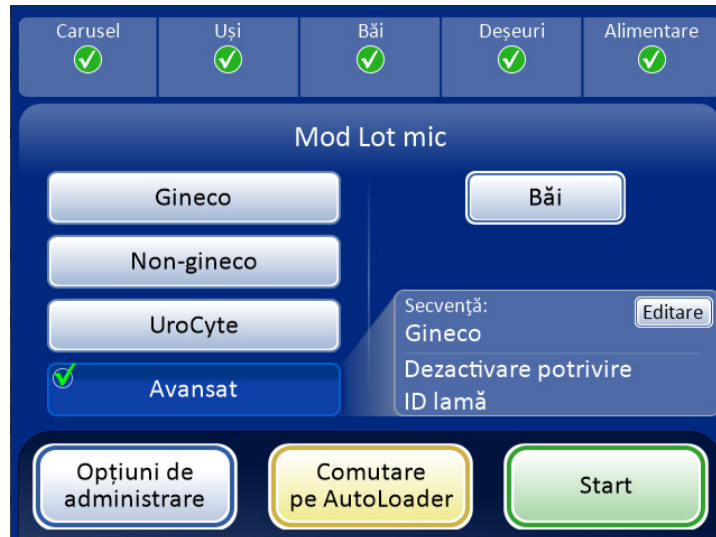 Carusel
Uși
Băi
Deșeuri
Alimentare
Mod Lot mic
Gineco
Băi
Non-gineco
UroCyte
Secvență:
Editare
Gineco
Avansat
Dezactivare potrivire
ID lamă
Opțiuni de
administrare
Comutare
pe AutoLoader
Start